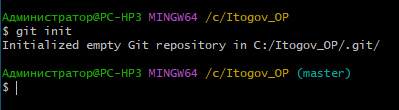 Администратор@PC-HP3 MINGW64 /c/Itogov_OP
$ git init
Initialized empty Git repository in C:/Itogov_OP/.git/
Администратор@PC-HP3 MINGW64 /c/Itogov_OP (master)
$